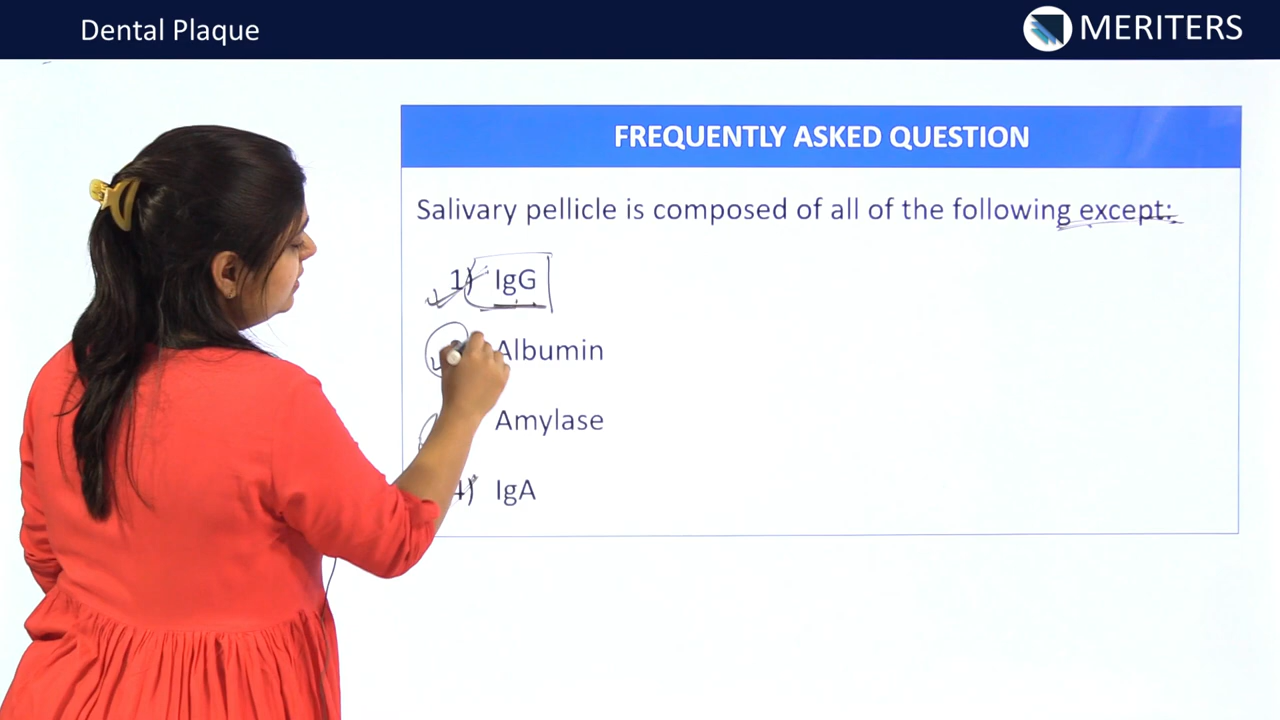 Dental Plaque
MERITERS
FREQUENTLY ASKED QUESTION
Salivary pellicle is composed of all of the following except:
1) IgG
Albumin
Amylase
4) IgA